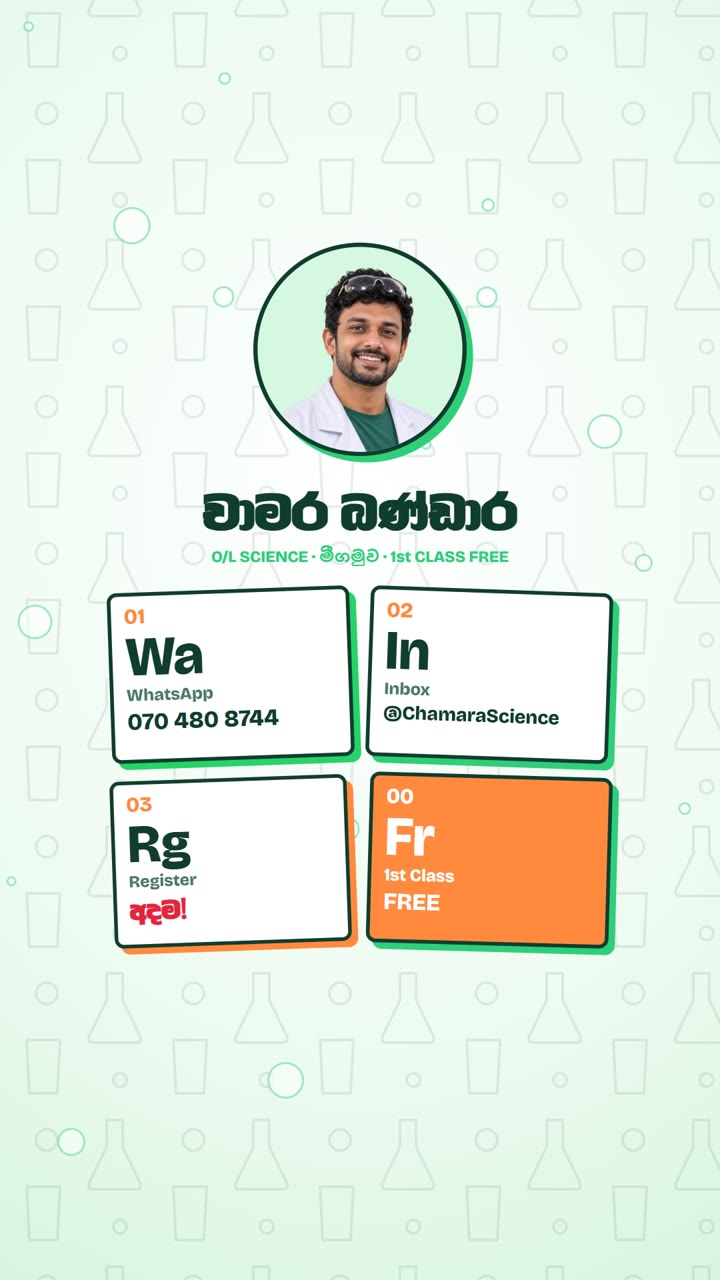 චාමර බණ්ඩාර
O/L SCIENCE · මීගමුව · 1st CLASS FREE
01
Wa
WhatsApp
070 480 8744
02
In
Inbox
@ChamaraScience
03
Rg
Register
අදම!
00
Fr
1st Class
FREE